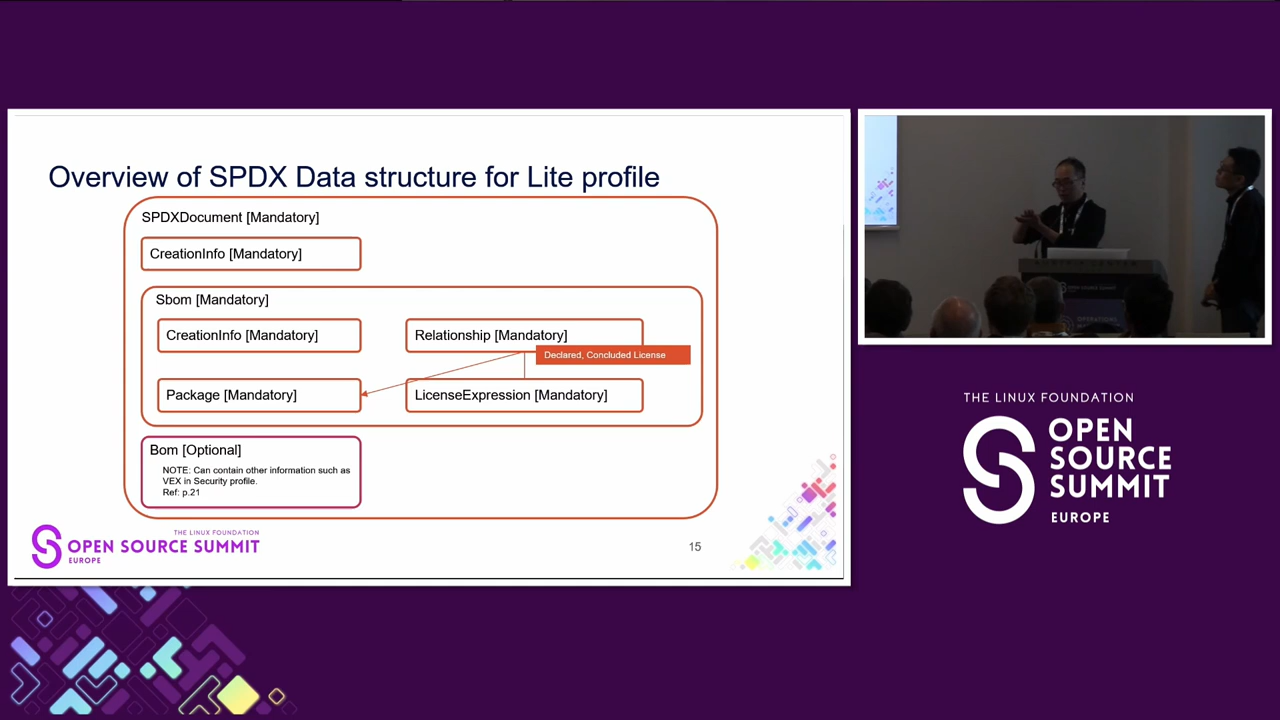 Overview of SPDX Data structure for Lite profile
SPDXDocument [Mandatory]
CreationInfo [Mandatory]
Sbom [Mandatory]
CreationInfo [Mandatory]
Relationship [Mandatory]
Declared, Concluded License
Package [Mandatory]
LicenseExpression [Mandatory]
Bom [Optional]
NOTE: Can contain other information such as
VEX in Security profile.
Ref: p.21
THE LINUX FOUNDATION
OPEN SOURCE SUMMIT
EUROPE
15
THE LINUX FOUNDATION
OPEN
SOURCE
SUMMIT
EUROPE